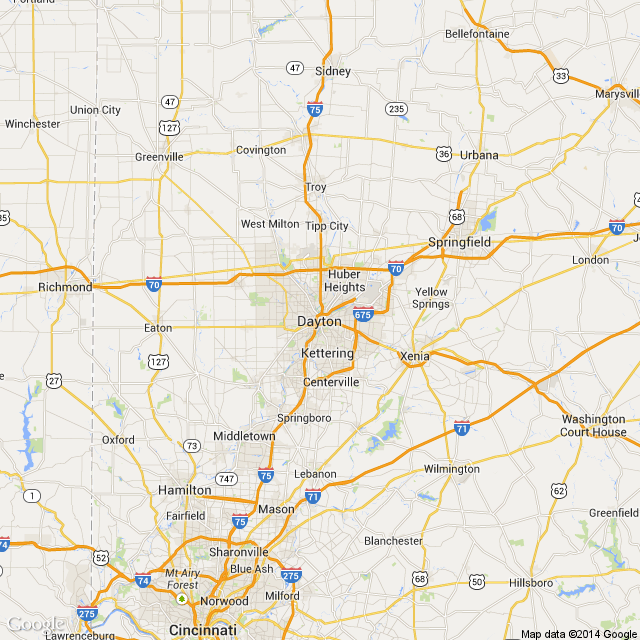 Portland
Bellefontaine
47
Sidney
33
Marysvill
75
47
235
Union City
Winchester
127
Covington
36
Urbana
Greenville
Troy
68
35
West Milton
Tipp City
70
Springfield
70
London
Huber
Heights
Richmond
70
Yellow
Springs
675
Dayton
Eaton
Kettering
Xenia
127
27
Centerville
Springboro
Washington
Court House
71
Oxford
Middletown
73
Lebanon
Wilmington
747
75
Hamilton
62
1
71
Mason
Fairfield
75
Greenfield
74
Sharonville
Blanchester
52
Mt Airy
Forest
Blue Ash
74
275
68
50
Hillsboro
Norwood
Milford
275
Google
Cincinnati
Lawrenceburg
Map data ©2014 Google